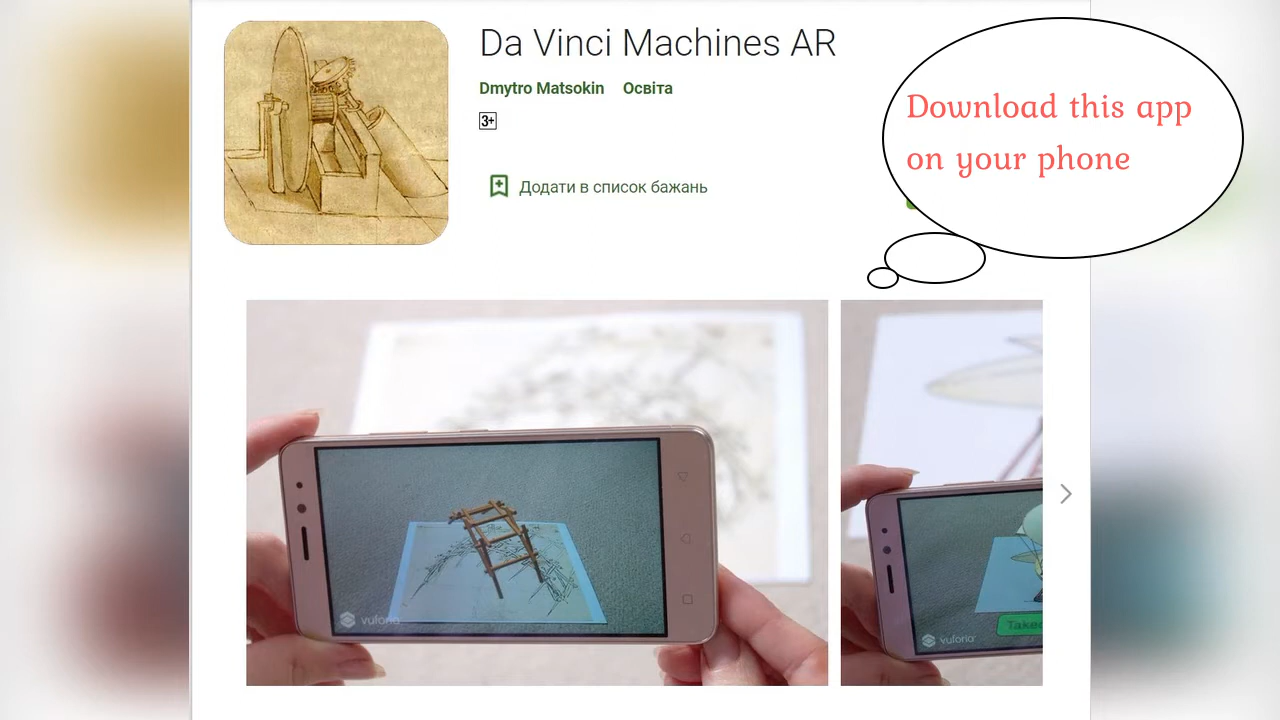 Da Vinci Machines AR
Dmytro Matsokin Освіта
3+
Додати в список бажань
Download this app
on your phone
vuforia
vuforia